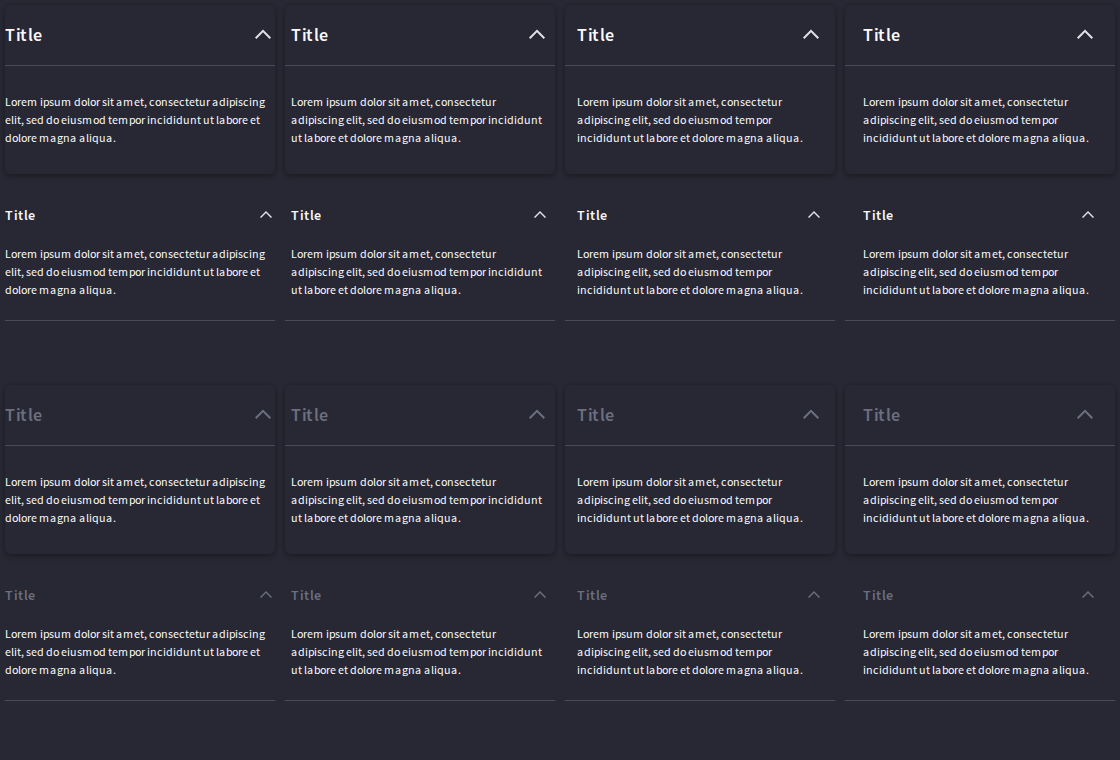 Title
Lorem ipsum dolor sit amet, consectetur adipiscing
elit, sed do eiusmod tempor incididunt ut labore et
dolore magna aliqua.
Title
Lorem ipsum dolor sit amet, consectetur
adipiscing elit, sed do eiusmod tempor incididunt
ut labore et dolore magna aliqua.
Title
Lorem ipsum dolor sit amet, consectetur
adipiscing elit, sed do eiusmod tempor
incididunt ut labore et dolore magna aliqua.
Title
Lorem ipsum dolor sit amet, consectetur
adipiscing elit, sed do eiusmod tempor
incididunt ut labore et dolore magna aliqua.
Title
Lorem ipsum dolor sit amet, consectetur adipiscing
elit, sed do eiusmod tempor incididunt ut labore et
dolore magna aliqua.
Title
Lorem ipsum dolor sit amet, consectetur
adipiscing elit, sed do eiusmod tempor incididunt
ut labore et dolore magna aliqua.
Title
Lorem ipsum dolor sit amet, consectetur
adipiscing elit, sed do eiusmod tempor
incididunt ut labore et dolore magna aliqua.
Title
Lorem ipsum dolor sit amet, consectetur
adipiscing elit, sed do eiusmod tempor
incididunt ut labore et dolore magna aliqua.
Title
Lorem ipsum dolor sit amet, consectetur adipiscing
elit, sed do eiusmod tempor incididunt ut labore et
dolore magna aliqua.
Title
Lorem ipsum dolor sit amet, consectetur
adipiscing elit, sed do eiusmod tempor incididunt
ut labore et dolore magna aliqua.
Title
Lorem ipsum dolor sit amet, consectetur
adipiscing elit, sed do eiusmod tempor
incididunt ut labore et dolore magna aliqua.
Title
Lorem ipsum dolor sit amet, consectetur
adipiscing elit, sed do eiusmod tempor
incididunt ut labore et dolore magna aliqua.
Title
Lorem ipsum dolor sit amet, consectetur adipiscing
elit, sed do eiusmod tempor incididunt ut labore et
dolore magna aliqua.
Title
Lorem ipsum dolor sit amet, consectetur
adipiscing elit, sed do eiusmod tempor incididunt
ut labore et dolore magna aliqua.
Title
Lorem ipsum dolor sit amet, consectetur
adipiscing elit, sed do eiusmod tempor
incididunt ut labore et dolore magna aliqua.
Title
Lorem ipsum dolor sit amet, consectetur
adipiscing elit, sed do eiusmod tempor
incididunt ut labore et dolore magna aliqua.